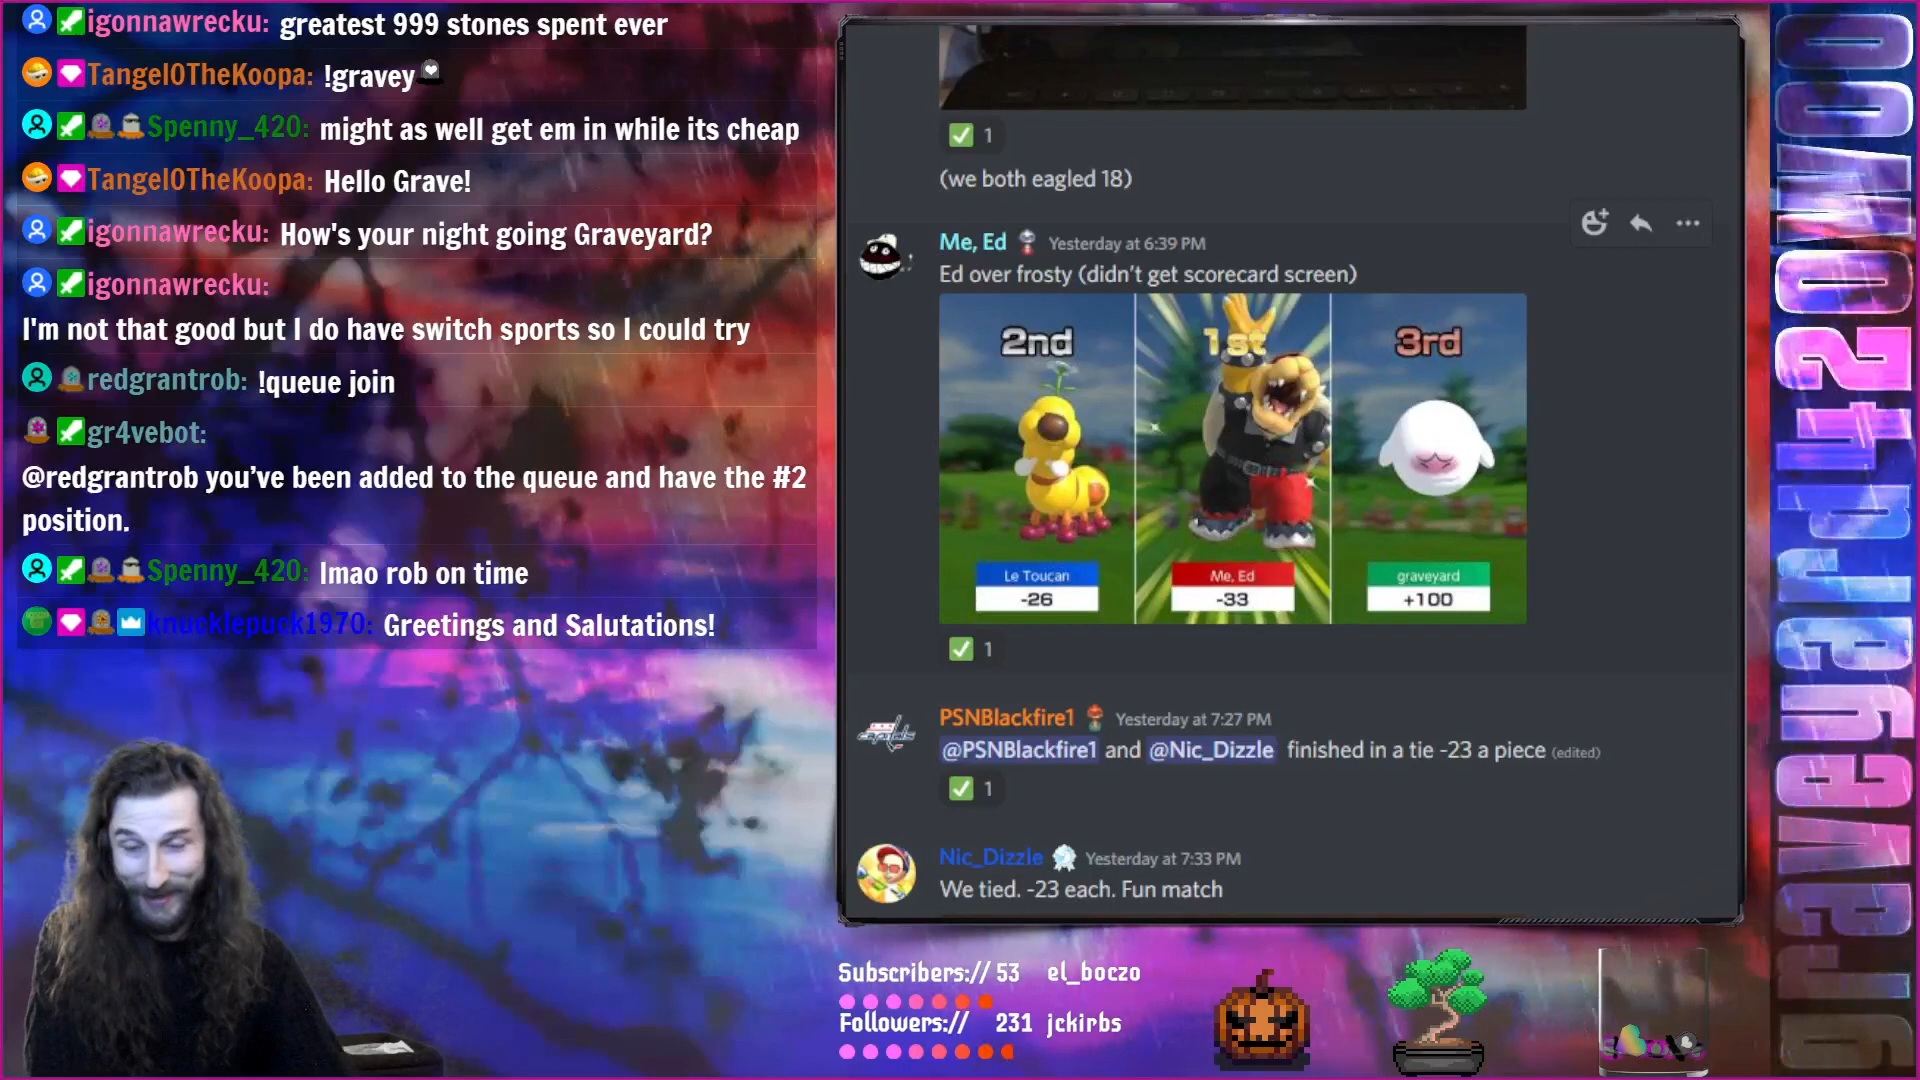 igonnawrecku: greatest 999 stones spent ever
Tangel0TheKoopa: !gravey
Spenny_420: might as well get em in while its cheap
Tangel0TheKoopa: Hello Grave!
igonnawrecku: How's your night going Graveyard?
igonnawrecku:
I'm not that good but I do have switch sports so I could try
redgrantrob: !queue join
gr4vebot:
@redgrantrob you've been added to the queue and have the #2
position.
Spenny_420: lmao rob on time
knucklepuck1970: Greetings and Salutations!
1
(we both eagled 18)
Me, Ed Yesterday at 6:39 PM
Ed over frosty (didn't get scorecard screen)
2nd 1st 3rd
Le Toucan Me, Ed graveyard
-26 -33 +100
1
PSNBlackfire1 Yesterday at 7:27 PM
@PSNBlackfire1 and @Nic_Dizzle finished in a tie -23 a piece (edited)
1
capitals
Nic_Dizzle Yesterday at 7:33 PM
We tied. -23 each. Fun match
Subscribers:// 53 el_boczo
Followers:// 231 jckirbs